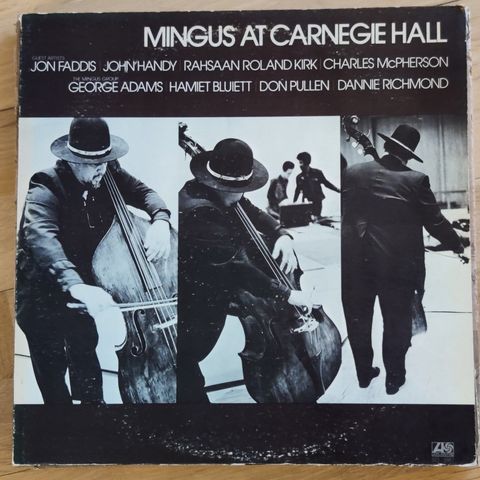 MINGUS AT CARNEGIE HALL
GUEST ARTISTS
JON FADDIS | JOHN HANDY | RAHSAAN ROLAND KIRK | CHARLES McPHERSON
THE MINGUS GROUP
GEORGE ADAMS | HAMIET BLUIETT | DON PULLEN | DANNIE RICHMOND